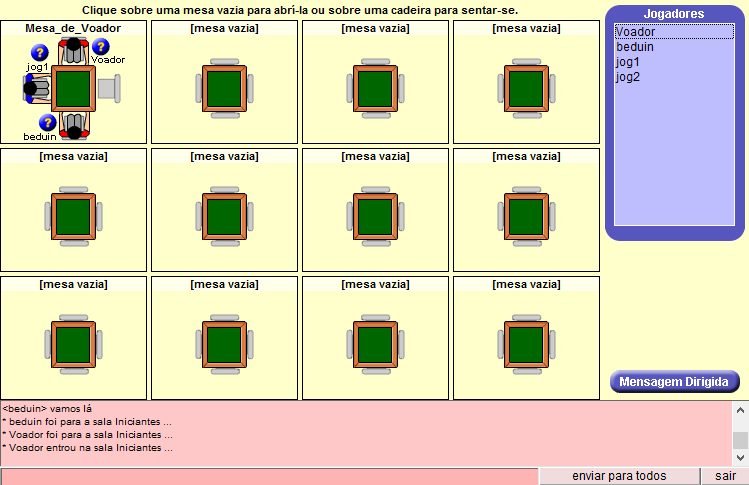 Clique sobre uma mesa vazia para abrí-la ou sobre uma cadeira para sentar-se.
Mesa_de_Voador
[mesa vazia]
[mesa vazia]
[mesa vazia]
?
?
Voador
jog1
?
beduin
[mesa vazia]
[mesa vazia]
[mesa vazia]
[mesa vazia]
[mesa vazia]
[mesa vazia]
[mesa vazia]
[mesa vazia]
Jogadores
Voador
beduin
jog1
jog2
Mensagem Dirigida
<beduin> vamos lá
* beduin foi para a sala Iniciantes ...
* Voador foi para a sala Iniciantes ...
* Voador entrou na sala Iniciantes ...
enviar para todos
sair